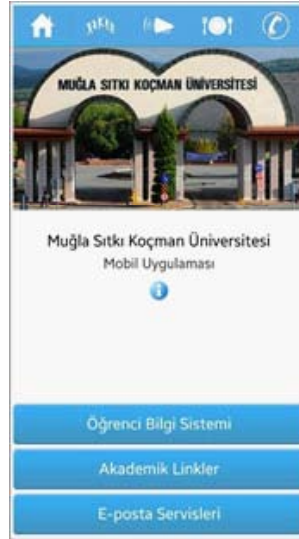 MUĞLA SITKI KOÇMAN ÜNİVERSİTESİ
Muğla Sıtkı Koçman Üniversitesi
Mobil Uygulaması
Öğrenci Bilgi Sistemi
Akademik Linkler
E-posta Servisleri